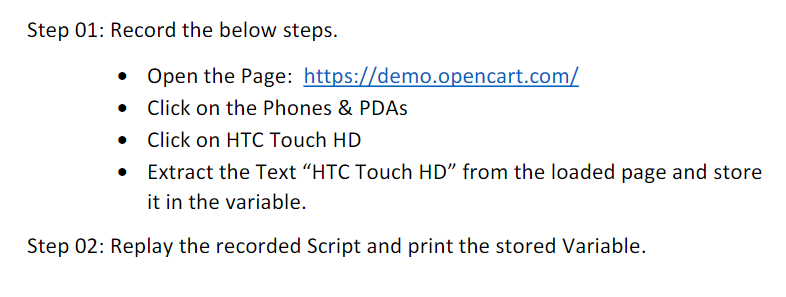 Step 01: Record the below steps.
• Open the Page: https://demo.opencart.com/
• Click on the Phones & PDAs
• Click on HTC Touch HD
• Extract the Text “HTC Touch HD” from the loaded page and store
it in the variable.
Step 02: Replay the recorded Script and print the stored Variable.